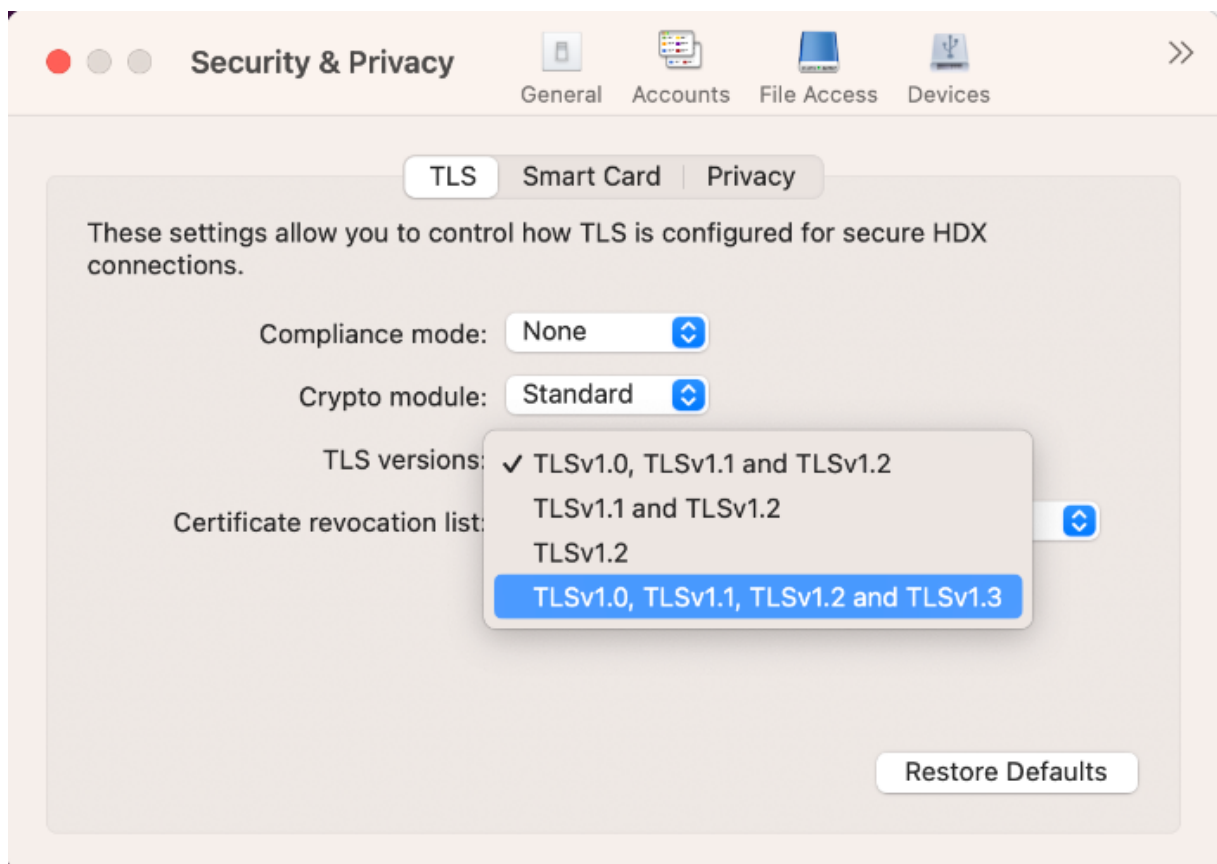 Security & Privacy
General
Accounts
File Access
Devices
TLS
Smart Card
Privacy
These settings allow you to control how TLS is configured for secure HDX
connections.
Compliance mode: None
Crypto module: Standard
TLS versions: ✓ TLSv1.0, TLSv1.1 and TLSv1.2
TLSv1.1 and TLSv1.2
TLSv1.2
TLSv1.0, TLSv1.1, TLSv1.2 and TLSv1.3
Certificate revocation list:
Restore Defaults